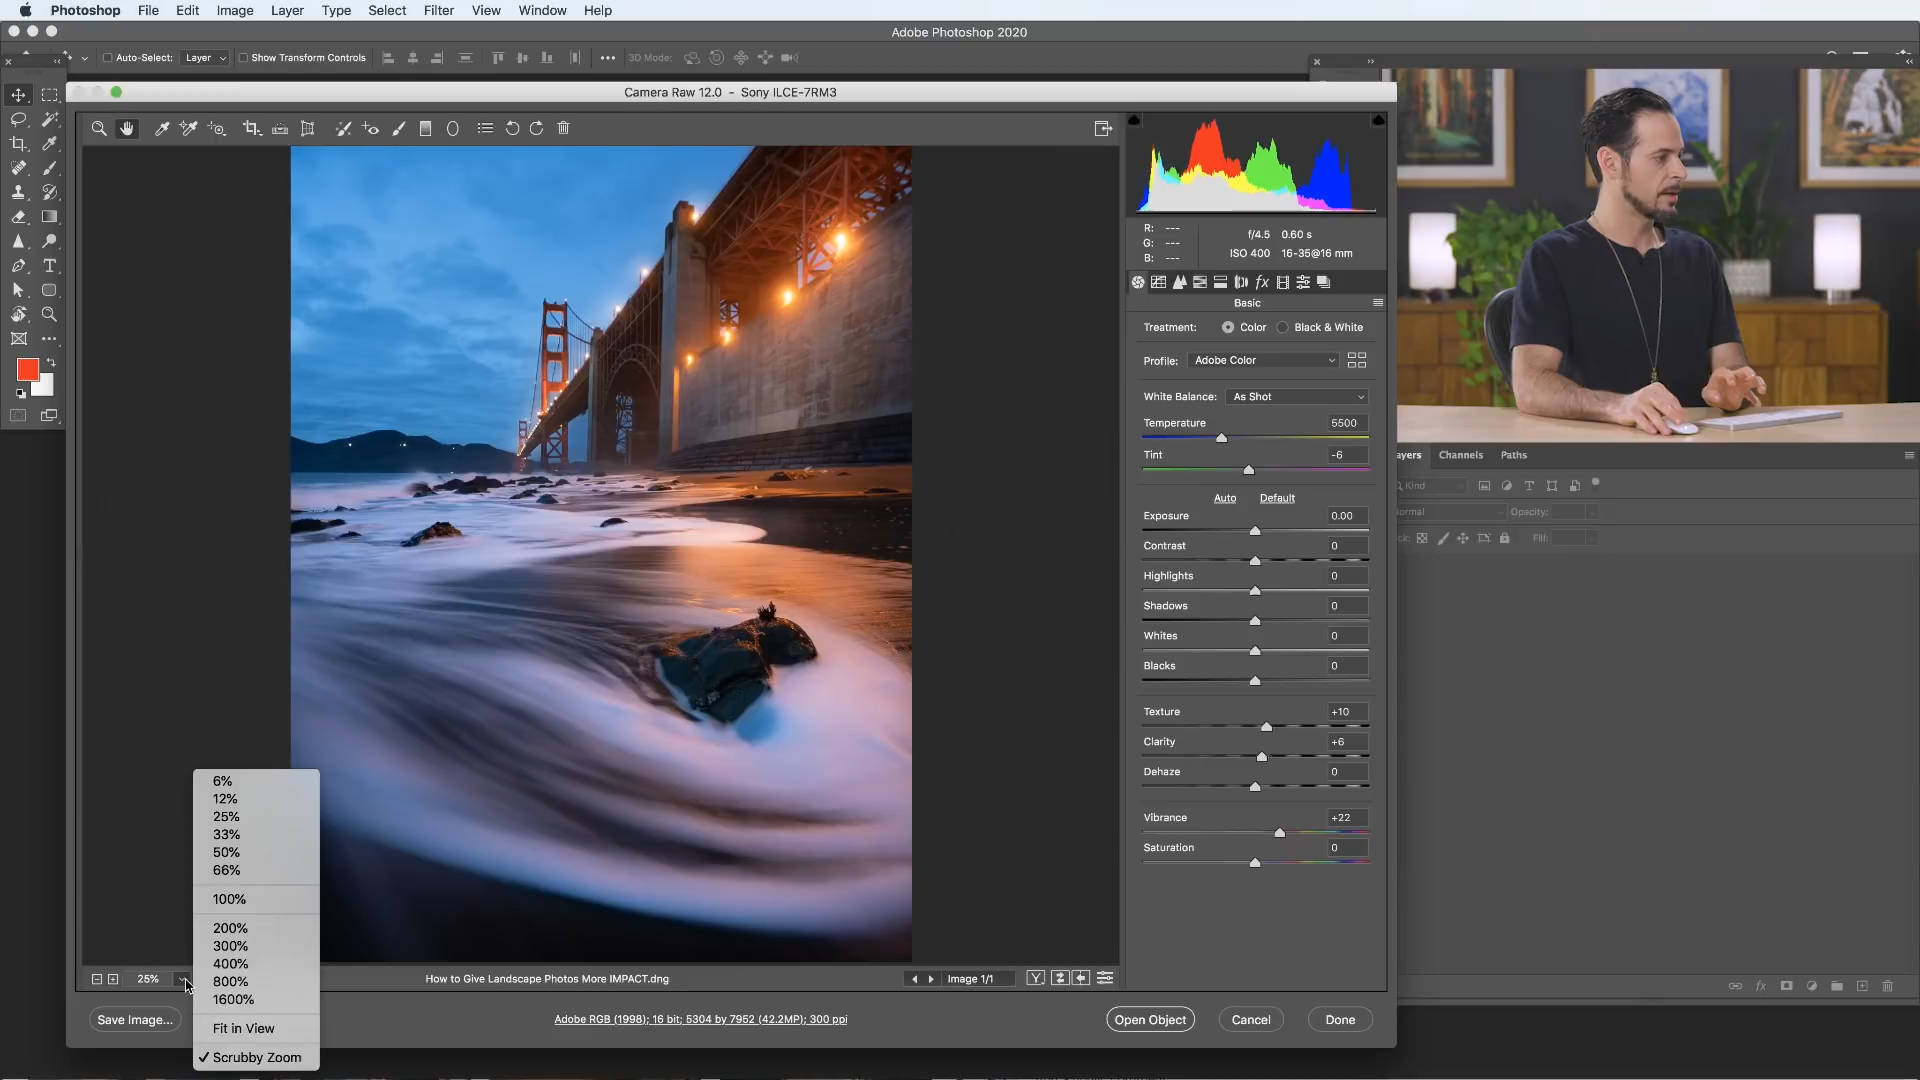 Photoshop File Edit Image Layer Type Select Filter View Window Help
Adobe Photoshop 2020
Auto-Select: Layer Show Transform Controls 3D Mode:
Camera Raw 12.0 - Sony ILCE-7RM3
R: ---
G: ---
B: ---
f/4.5 0.60 s
ISO 400 16-35@16 mm
Basic
Treatment: Color Black & White
Profile: Adobe Color
White Balance: As Shot
Temperature 5500
Tint -6
Auto Default
Exposure 0.00
Contrast 0
Highlights 0
Shadows 0
Whites 0
Blacks 0
Texture +10
Clarity +6
Dehaze 0
Vibrance +22
Saturation 0
ayers Channels Paths
Kind
ormal Opacity:
ck: Fill:
6%
12%
25%
33%
50%
66%
100%
200%
300%
400%
800%
1600%
Fit in View
✓ Scrubby Zoom
25%
How to Give Landscape Photos More IMPACT.dng
Image 1/1
Save Image...
Adobe RGB (1998); 16 bit; 5304 by 7952 (42.2MP); 300 ppi
Open Object Cancel Done